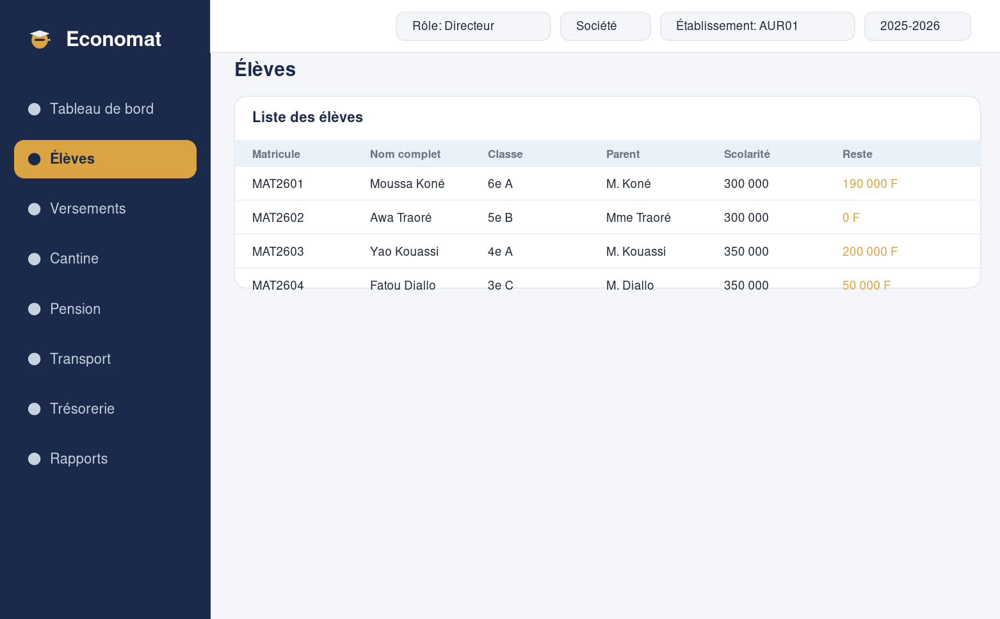 Economat
Rôle: Directeur
Société
Établissement: AUR01
2025-2026
Tableau de bord
Élèves
Versements
Cantine
Pension
Transport
Trésorerie
Rapports
Élèves
Liste des élèves
Matricule Nom complet Classe Parent Scolarité Reste
MAT2601 Moussa Koné 6e A M. Koné 300 000 190 000 F
MAT2602 Awa Traoré 5e B Mme Traoré 300 000 0 F
MAT2603 Yao Kouassi 4e A M. Kouassi 350 000 200 000 F
MAT2604 Fatou Diallo 3e C M. Diallo 350 000 50 000 F